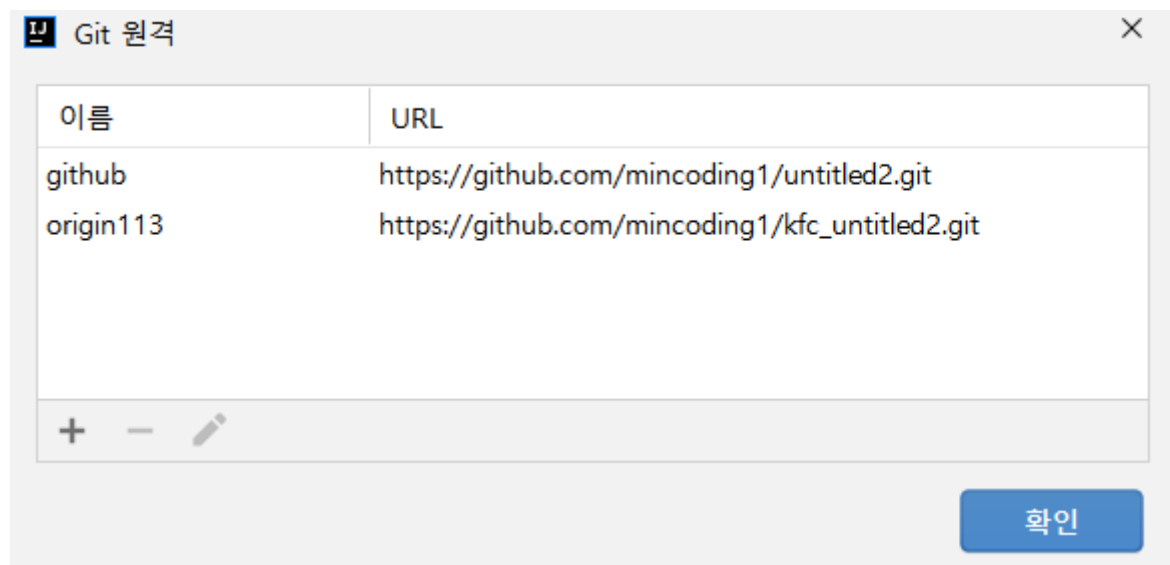 IJ Git 원격
이름 URL
github https://github.com/mincoding1/untitled2.git
origin113 https://github.com/mincoding1/kfc_untitled2.git
확인